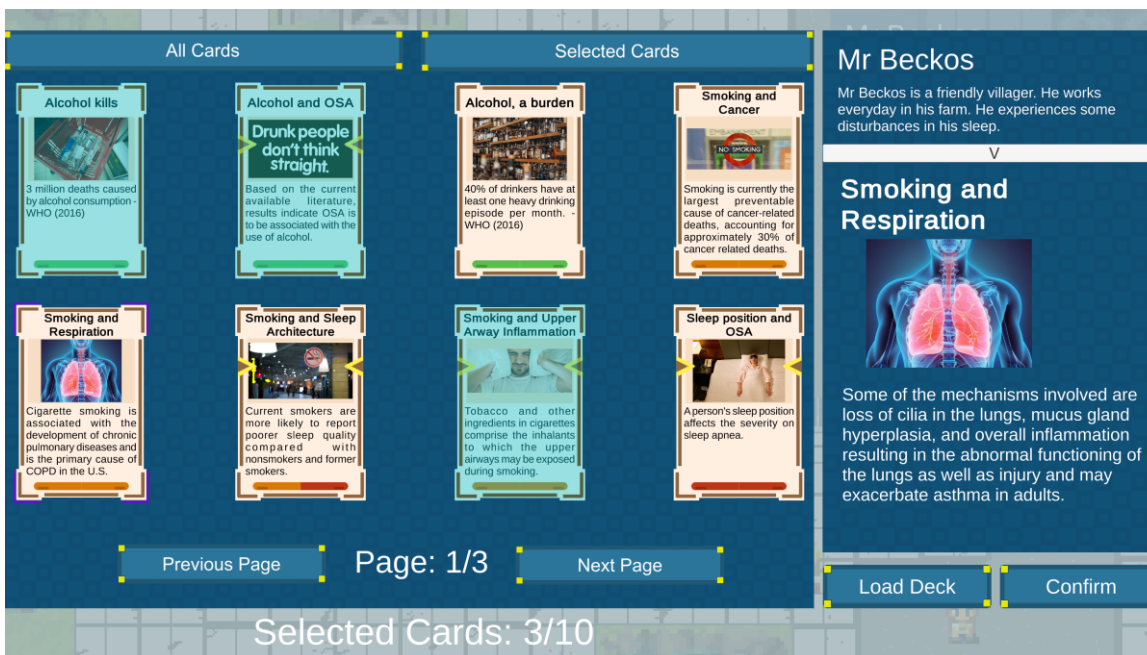 All Cards
Selected Cards
Alcohol kills
3 million deaths caused
by alcohol consumption -
WHO (2016)
Alcohol and OSA
Drunk people
don't think
straight.
Based on the current
available literature,
results indicate OSA is
to be associated with the
use of alcohol.
Alcohol, a burden
40% of drinkers have at
least one heavy drinking
episode per month. -
WHO (2016)
Smoking and
Cancer
EMBANKMENT
NO SMOKING
Smoking is currently the
largest preventable
cause of cancer-related
deaths, accounting for
approximately 30% of
cancer related deaths.
Smoking and
Respiration
Cigarette smoking is
associated with the
development of chronic
pulmonary diseases and
is the primary cause of
COPD in the U.S.
Smoking and Sleep
Architecture
Current smokers are
more likely to report
poorer sleep quality
compared with
nonsmokers and former
smokers.
Smoking and Upper
Arway Inflammation
Tobacco and other
ingredients in cigarettes
comprise the inhalants
to which the upper
airways may be exposed
during smoking.
Sleep position and
OSA
A person's sleep position
affects the severity on
sleep apnea.
Previous Page
Page: 1/3
Next Page
Selected Cards: 3/10
Mr Beckos
Mr Beckos is a friendly villager. He works
everyday in his farm. He experiences some
disturbances in his sleep.
V
Smoking and
Respiration
Some of the mechanisms involved are
loss of cilia in the lungs, mucus gland
hyperplasia, and overall inflammation
resulting in the abnormal functioning of
the lungs as well as injury and may
exacerbate asthma in adults.
Load Deck
Confirm